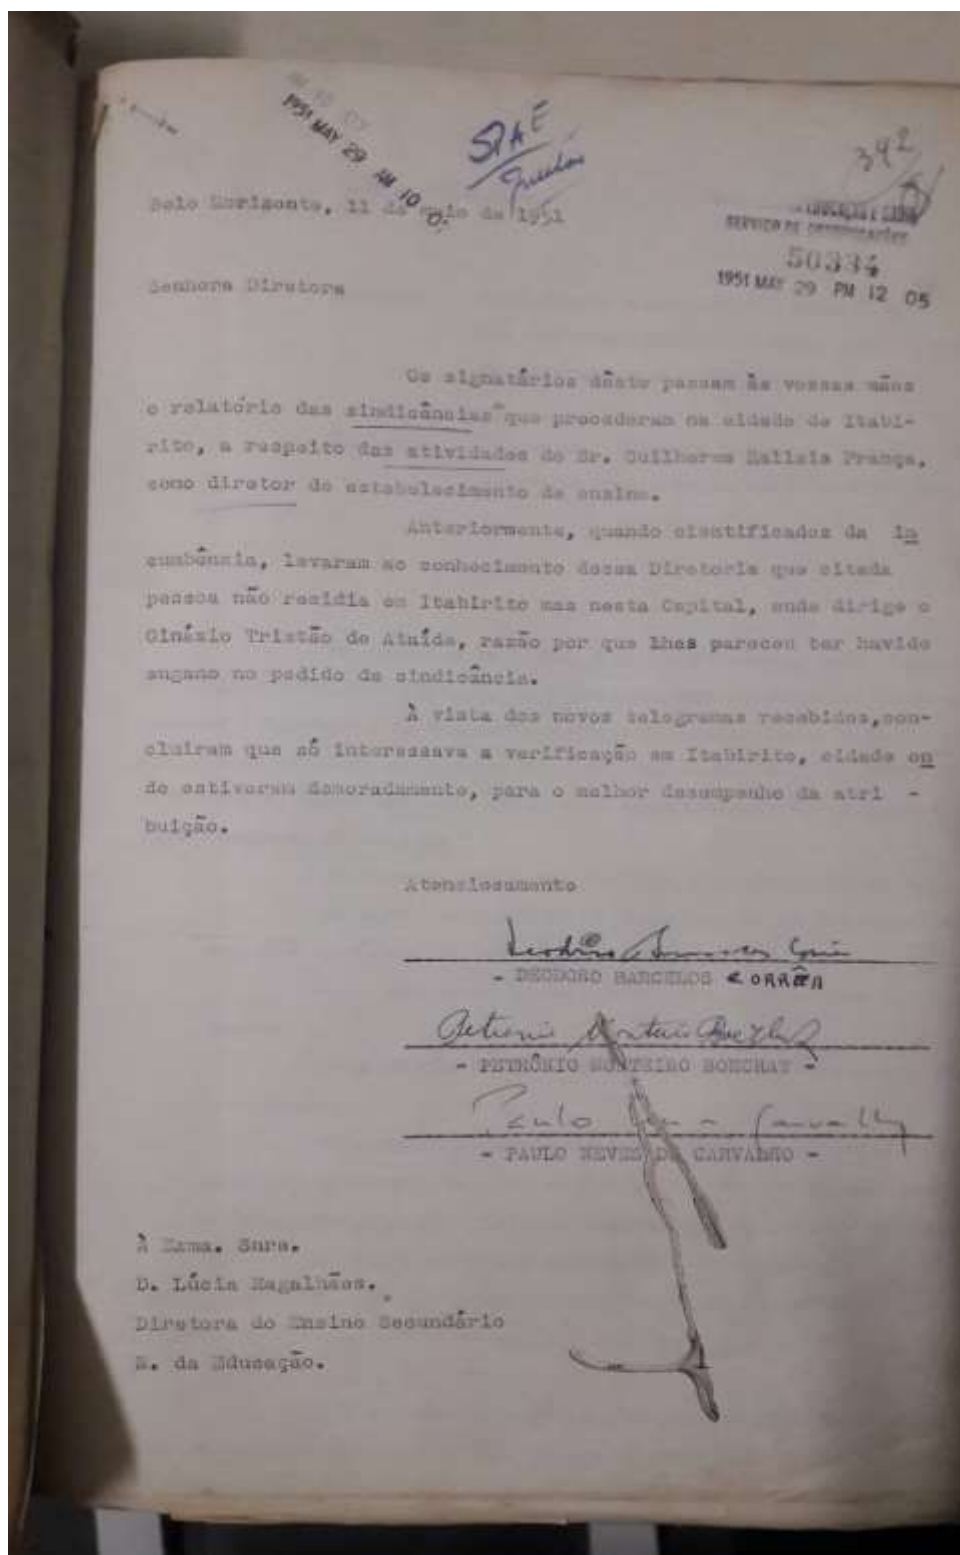 1951 MAY 29 AM 10
392
Belo Horizonte, 11 de maio de 1951
50334
1951 MAY 29 PM 12 05
Senhora Diretora
Os signatários dêste passam às vossas mãos
o relatório das sindicâncias que procederam na cidade de Itabi-
rito, a respeito das atividades do Sr. Guilherme Hallais França,
como diretor de estabelecimento de ensino.
Anteriormente, quando cientificados da in
cumbência, levaram ao conhecimento dessa Diretoria que citada
pessoa não residia em Itabirito mas nesta Capital, onde dirige o
Ginásio Tristão de Ataíde, razão por que lhes pareceu ter havido
engano no pedido de sindicância.
À vista dos novos telegramas recebidos,con-
cluiram que só interessava a verificação em Itabirito, cidade on
de estiveram demoradamente, para o melhor desempenho da atri -
buição.
Atenciosamente
- DEODORO BARCELOS CORRÊA
- PETRÔNIO MONTEIRO BONCHAT -
Paulo Neves Carvalho
- PAULO NEVES DE CARVALHO -
À Exma. Snra.
D. Lúcia Magalhães.
Diretora do Ensino Secundário
M. da Educação.